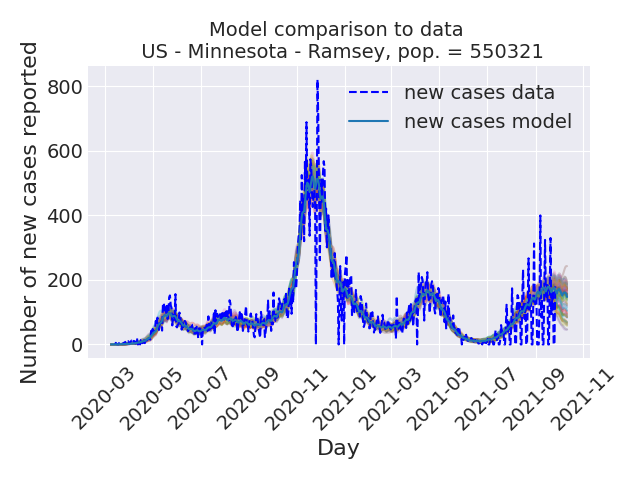 Model comparison to data
US - Minnesota - Ramsey, pop. = 550321
Number of new cases reported
800
600
400
200
0
new cases data
new cases model
2020-03
2020-05
2020-07
2020-09
2020-11
2021-01
2021-03
2021-05
2021-07
2021-09
2021-11
Day